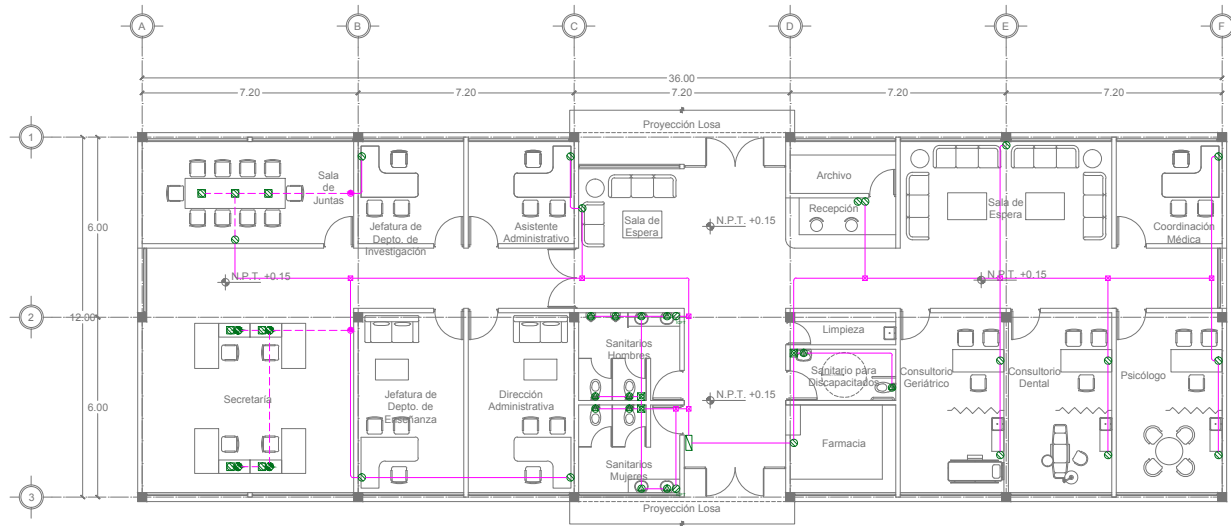 A
B
C
D
E
F
36.00
7.20
7.20
7.20
7.20
7.20
Proyección Losa
1
2
3
6.00
12.00
6.00
Sala
de
Juntas
Jefatura de
Depto. de
Investigación
Asistente
Administrativo
Sala de
Espera
N.P.T. +0.15
Archivo
Recepción
Sala de
Espera
Coordinación
Médica
N.P.T. +0.15
N.P.T. +0.15
Secretaría
Jefatura de
Depto. de
Enseñanza
Dirección
Administrativa
Sanitarios
Hombres
Sanitarios
Mujeres
N.P.T. +0.15
Limpieza
Sanitario para
Discapacitados
Farmacia
Consultorio
Geriátrico
Consultorio
Dental
Psicólogo
Proyección Losa